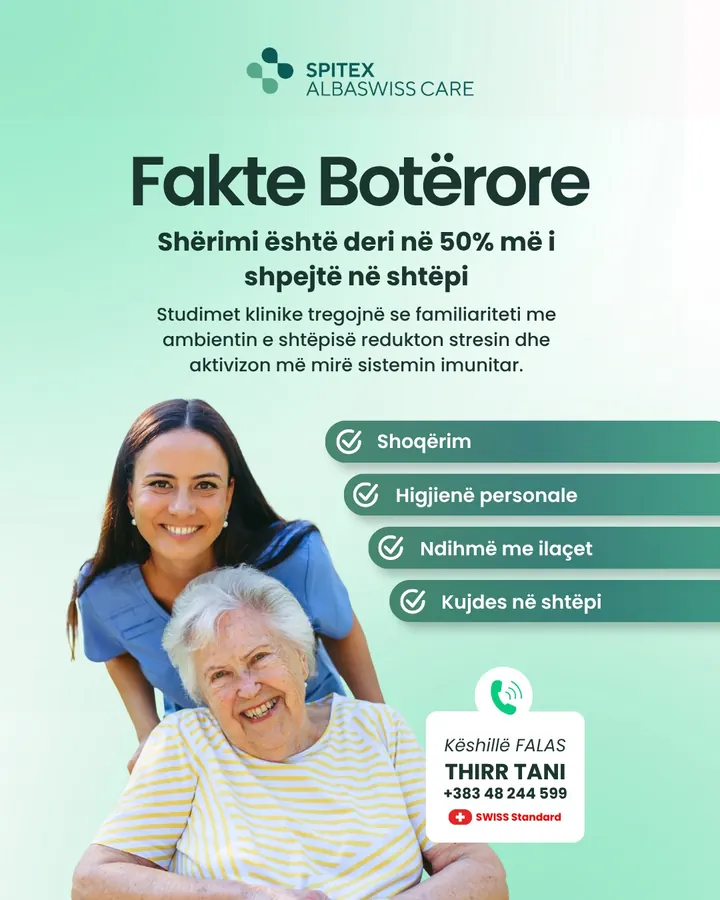 SPITEX
ALBASWISS CARE
Fakte Botërore
Shërimi është deri në 50% më i
shpejtë në shtëpi
Studimet klinike tregojnë se familiariteti me
ambientin e shtëpisë redukton stresin dhe
aktivizon më mirë sistemin imunitar.
Shoqërim
Higjienë personale
Ndihmë me ilaçet
Kujdes në shtëpi
Këshillë FALAS
THIRR TANI
+383 48 244 599
SWISS Standard